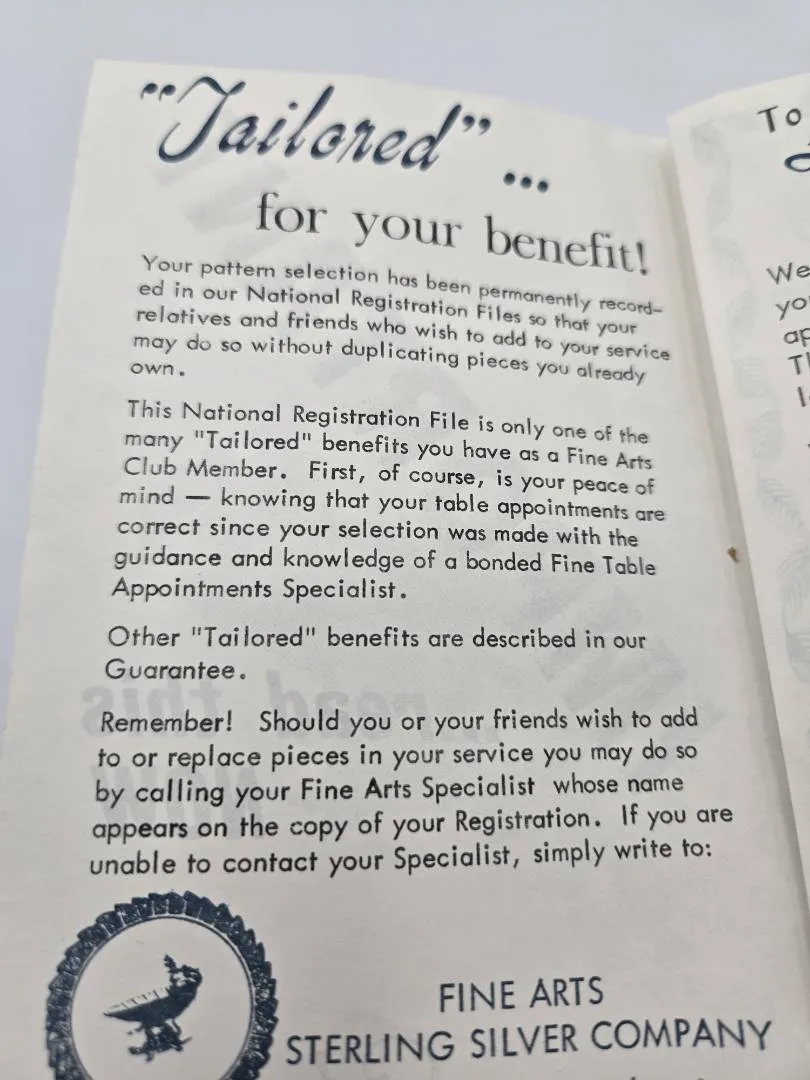 "Tailored" ...
for your benefit!
Your pattern selection has been permanently record-
ed in our National Registration Files so that your
relatives and friends who wish to add to your service
may do so without duplicating pieces you already
own.
This National Registration File is only one of the
many "Tailored" benefits you have as a Fine Arts
Club Member. First, of course, is your peace of
mind — knowing that your table appointments are
correct since your selection was made with the
guidance and knowledge of a bonded Fine Table
Appointments Specialist.
Other "Tailored" benefits are described in our
Guarantee.
Remember! Should you or your friends wish to add
to or replace pieces in your service you may do so
by calling your Fine Arts Specialist whose name
appears on the copy of your Registration. If you are
unable to contact your Specialist, simply write to:
FINE ARTS
STERLING SILVER COMPANY
To
We